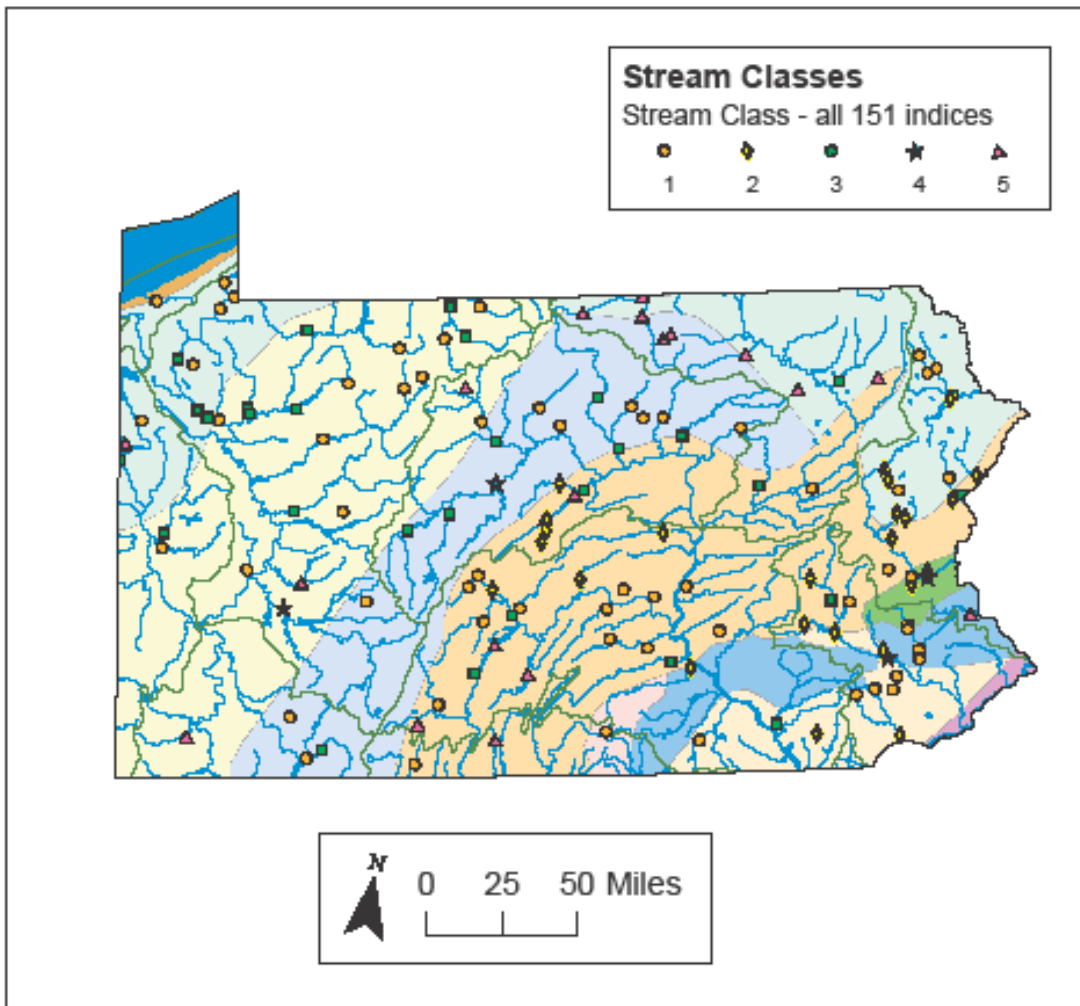 Stream Classes
Stream Class - all 151 indices
1 2 3 4 5
N
0 25 50 Miles